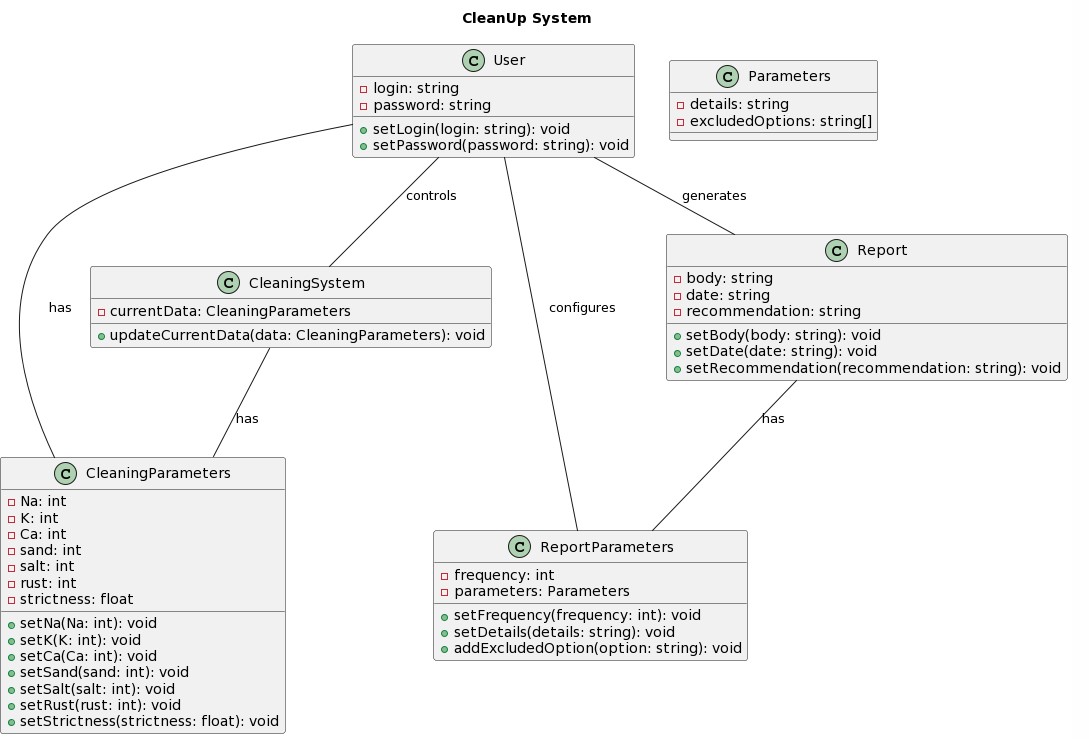 CleanUp System
C User
login: string
password: string
setLogin(login: string): void
setPassword(password: string): void
C Parameters
details: string
excludedOptions: string[]
controls
generates
has
configures
C CleaningSystem
currentData: CleaningParameters
updateCurrentData(data: CleaningParameters): void
C Report
body: string
date: string
recommendation: string
setBody(body: string): void
setDate(date: string): void
setRecommendation(recommendation: string): void
has
has
C CleaningParameters
Na: int
K: int
Ca: int
sand: int
salt: int
rust: int
strictness: float
setNa(Na: int): void
setK(K: int): void
setCa(Ca: int): void
setSand(sand: int): void
setSalt(salt: int): void
setRust(rust: int): void
setStrictness(strictness: float): void
C ReportParameters
frequency: int
parameters: Parameters
setFrequency(frequency: int): void
setDetails(details: string): void
addExcludedOption(option: string): void